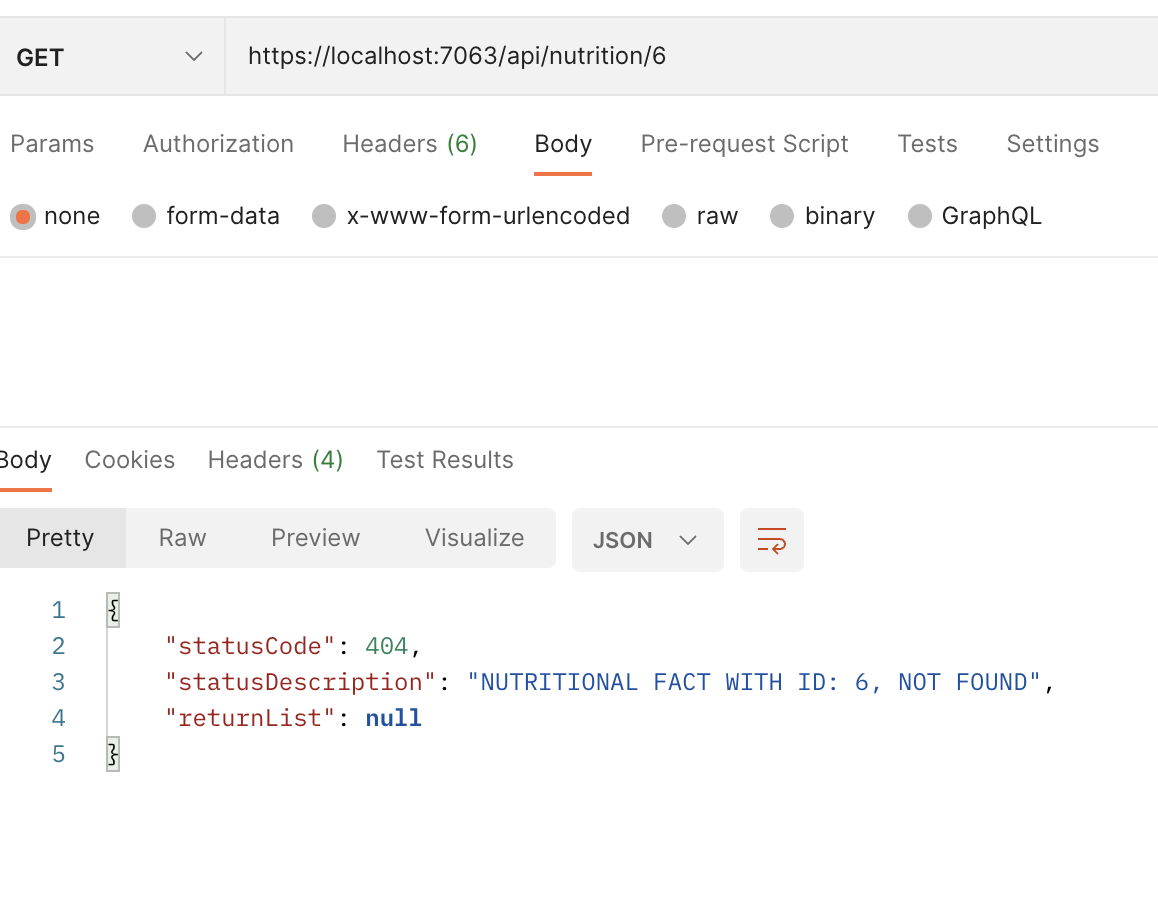 GET https://localhost:7063/api/nutrition/6
Params Authorization Headers (6) Body Pre-request Script Tests Settings
none form-data x-www-form-urlencoded raw binary GraphQL
Body Cookies Headers (4) Test Results
Pretty Raw Preview Visualize JSON
1 {
2 "statusCode": 404,
3 "statusDescription": "NUTRITIONAL FACT WITH ID: 6, NOT FOUND",
4 "returnList": null
5 }